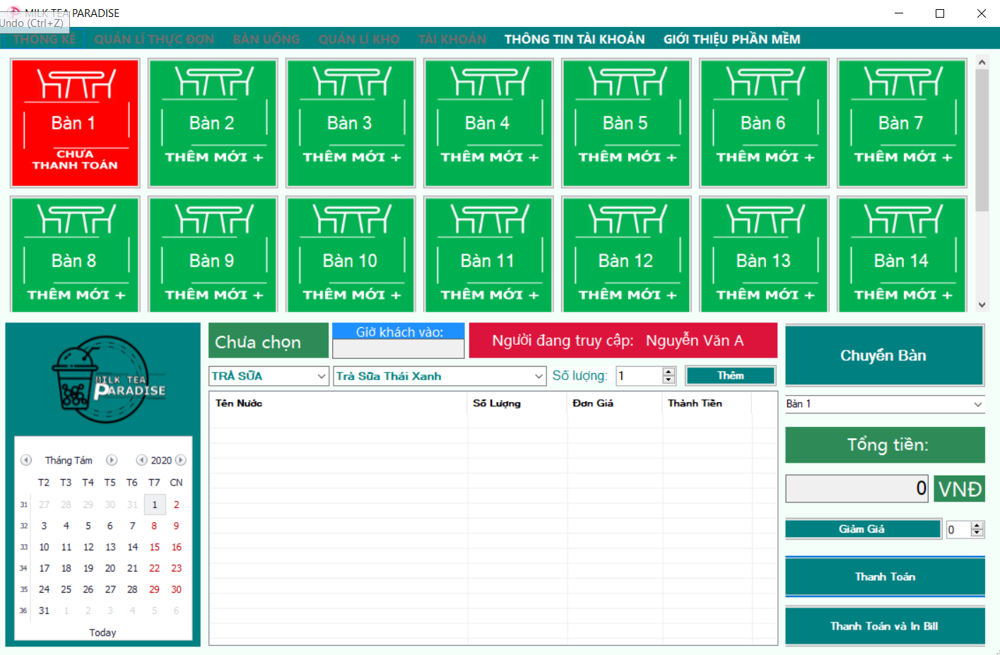 MILK TEA PARADISE
Undo (Ctrl+Z)
THỐNG KÊ QUẢN LÍ THỰC ĐƠN BÀN UỐNG QUẢN LÍ KHO TÀI KHOẢN THÔNG TIN TÀI KHOẢN GIỚI THIỆU PHẦN MỀM
Bàn 1 Bàn 2 Bàn 3 Bàn 4 Bàn 5 Bàn 6 Bàn 7
CHƯA
THANH TOÁN
THÊM MỚI + THÊM MỚI + THÊM MỚI + THÊM MỚI + THÊM MỚI + THÊM MỚI +
Bàn 8 Bàn 9 Bàn 10 Bàn 11 Bàn 12 Bàn 13 Bàn 14
THÊM MỚI + THÊM MỚI + THÊM MỚI + THÊM MỚI + THÊM MỚI + THÊM MỚI + THÊM MỚI +
MILK TEA
PARADISE
Tháng Tám 2020
T2 T3 T4 T5 T6 T7 CN
31 27 28 29 30 31 1 2
32 3 4 5 6 7 8 9
33 10 11 12 13 14 15 16
34 17 18 19 20 21 22 23
35 24 25 26 27 28 29 30
36 31 1 2 3 4 5 6
Today
Chưa chọn
Giờ khách vào:
Người đang truy cập: Nguyễn Văn A
TRÀ SỮA Trà Sữa Thái Xanh Số lượng: 1 Thêm
Tên Nước Số Lượng Đơn Giá Thành Tiền
Chuyển Bàn
Bàn 1
Tổng tiền:
0 VNĐ
Giảm Giá 0
Thanh Toán
Thanh Toán và In Bill